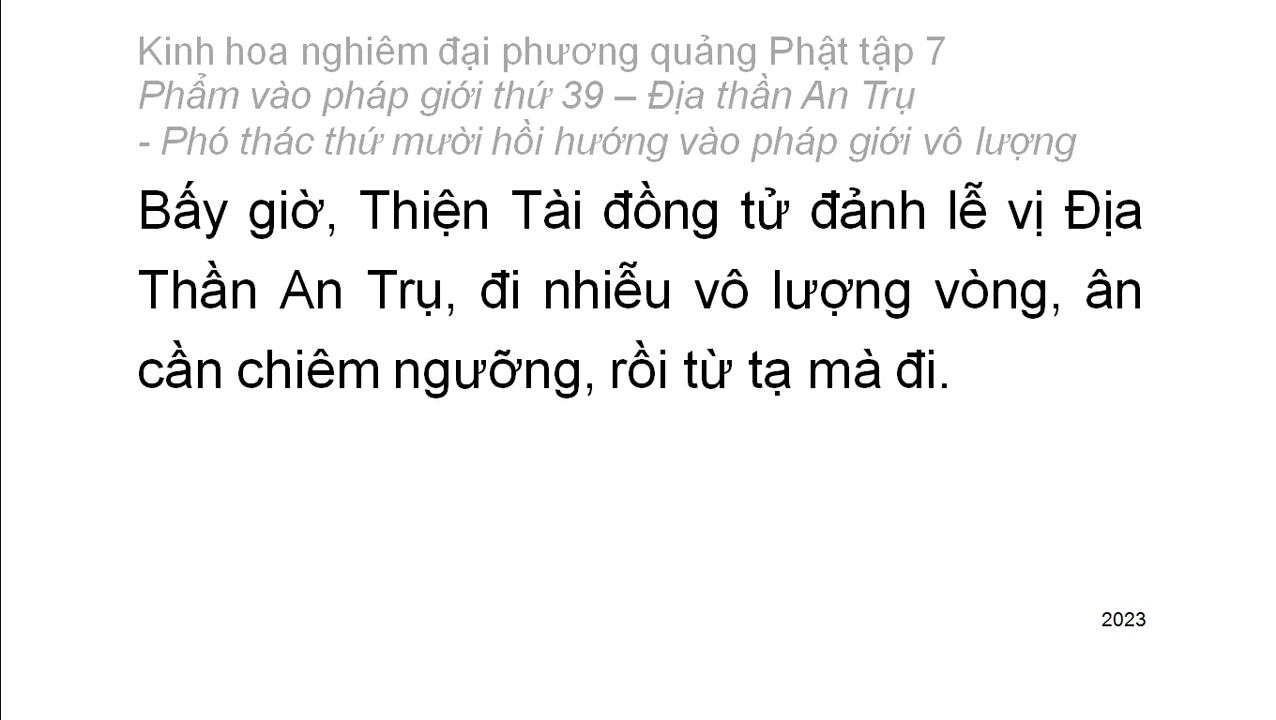 Kinh hoa nghiêm đại phương quảng Phật tập 7
Phẩm vào pháp giới thứ 39 – Địa thần An Trụ
- Phó thác thứ mười hồi hướng vào pháp giới vô lượng
Bấy giờ, Thiện Tài đồng tử đảnh lễ vị Địa
Thần An Trụ, đi nhiễu vô lượng vòng, ân
cần chiêm ngưỡng, rồi từ tạ mà đi.
2023